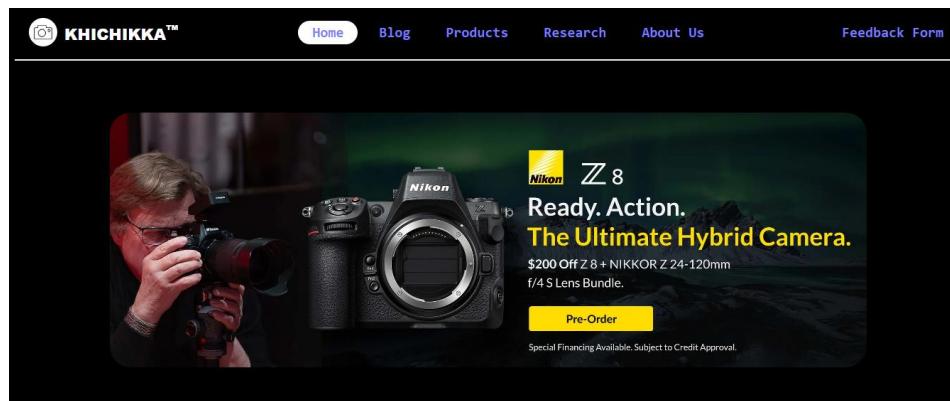 KHICHIKKA™
Home Blog Products Research About Us Feedback Form
Nikon
Nikon Z 8
Ready. Action.
The Ultimate Hybrid Camera.
$200 Off Z 8 + NIKKOR Z 24-120mm
f/4 S Lens Bundle.
Pre-Order
Special Financing Available. Subject to Credit Approval.